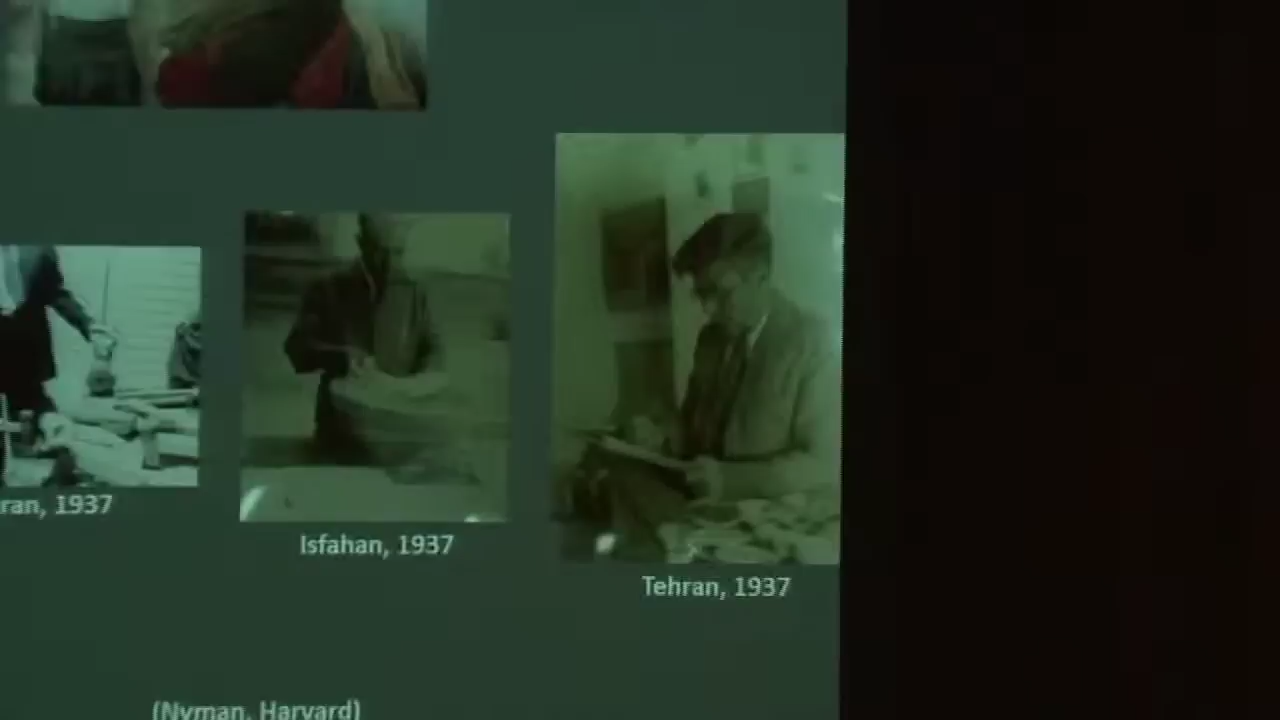 ran, 1937
Isfahan, 1937
Tehran, 1937
(Nyman, Harvard)